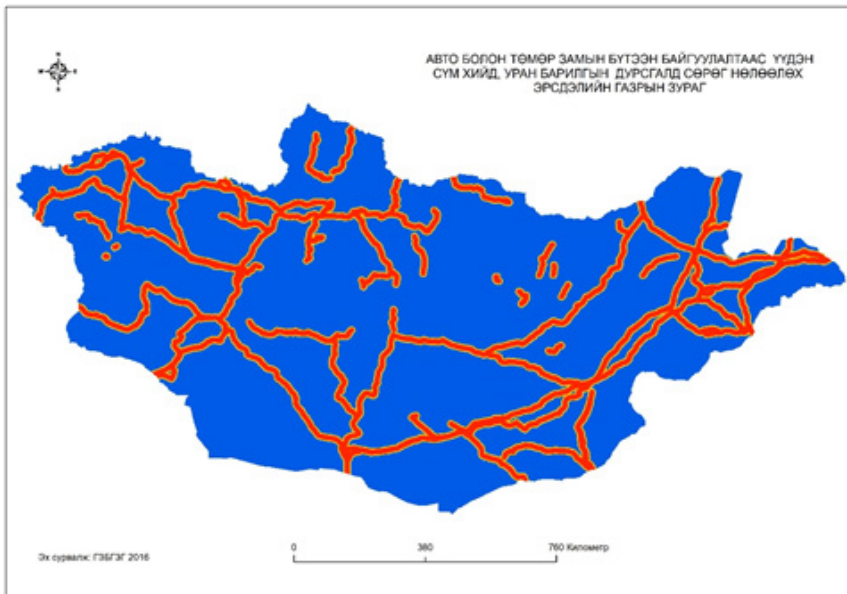 АВТО БОЛОН ТӨМӨР ЗАМЫН БҮТЭЭН БАЙГУУЛАЛТААС ҮҮДЭН
СҮМ ХИЙД, УРАН БАРИЛГЫН ДУРСГАЛД СӨРӨГ НӨЛӨӨЛӨХ
ЭРСДЭЛИЙН ГАЗРЫН ЗУРАГ
0 380 760 Километр
Эх сурвалж: ГЗБГЗГ 2016